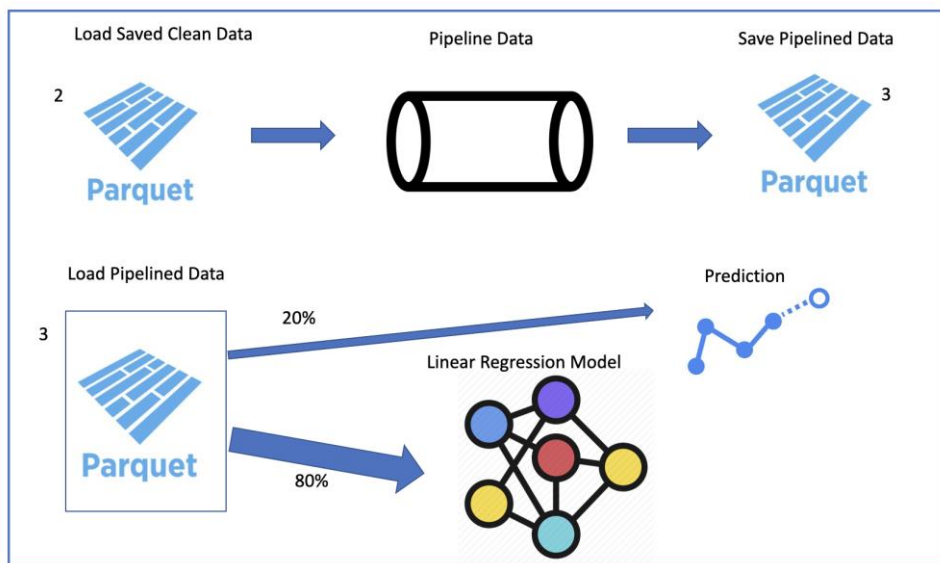 Load Saved Clean Data
Pipeline Data
Save Pipelined Data
2
3
Parquet
Parquet
Load Pipelined Data
Prediction
20%
3
Linear Regression Model
Parquet
80%